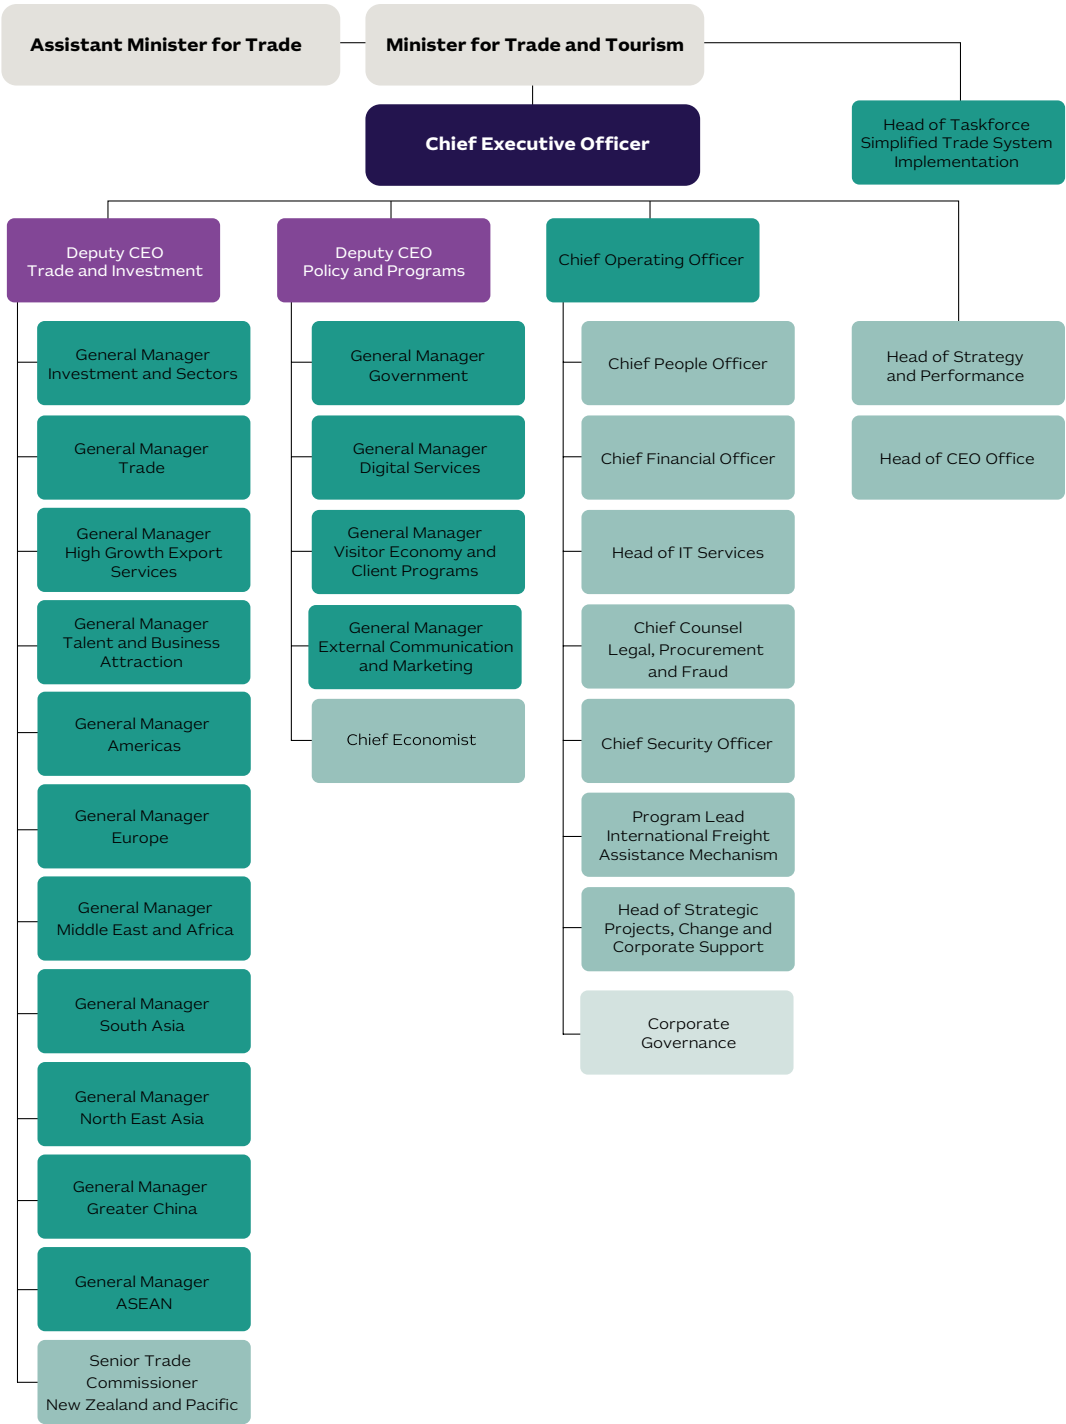 Assistant Minister for Trade
Minister for Trade and Tourism
Head of Taskforce
Simplified Trade System
Implementation
Chief Executive Officer
Deputy CEO
Trade and Investment
General Manager
Investment and Sectors
General Manager
Trade
General Manager
High Growth Export
Services
General Manager
Talent and Business
Attraction
General Manager
Americas
General Manager
Europe
General Manager
Middle East and Africa
General Manager
South Asia
General Manager
North East Asia
General Manager
Greater China
General Manager
ASEAN
Senior Trade
Commissioner
New Zealand and Pacific
Deputy CEO
Policy and Programs
General Manager
Government
General Manager
Digital Services
General Manager
Visitor Economy and
Client Programs
General Manager
External Communication
and Marketing
Chief Economist
Chief Operating Officer
Chief People Officer
Chief Financial Officer
Head of IT Services
Chief Counsel
Legal, Procurement
and Fraud
Chief Security Officer
Program Lead
International Freight
Assistance Mechanism
Head of Strategic
Projects, Change and
Corporate Support
Corporate
Governance
Head of Strategy
and Performance
Head of CEO Office